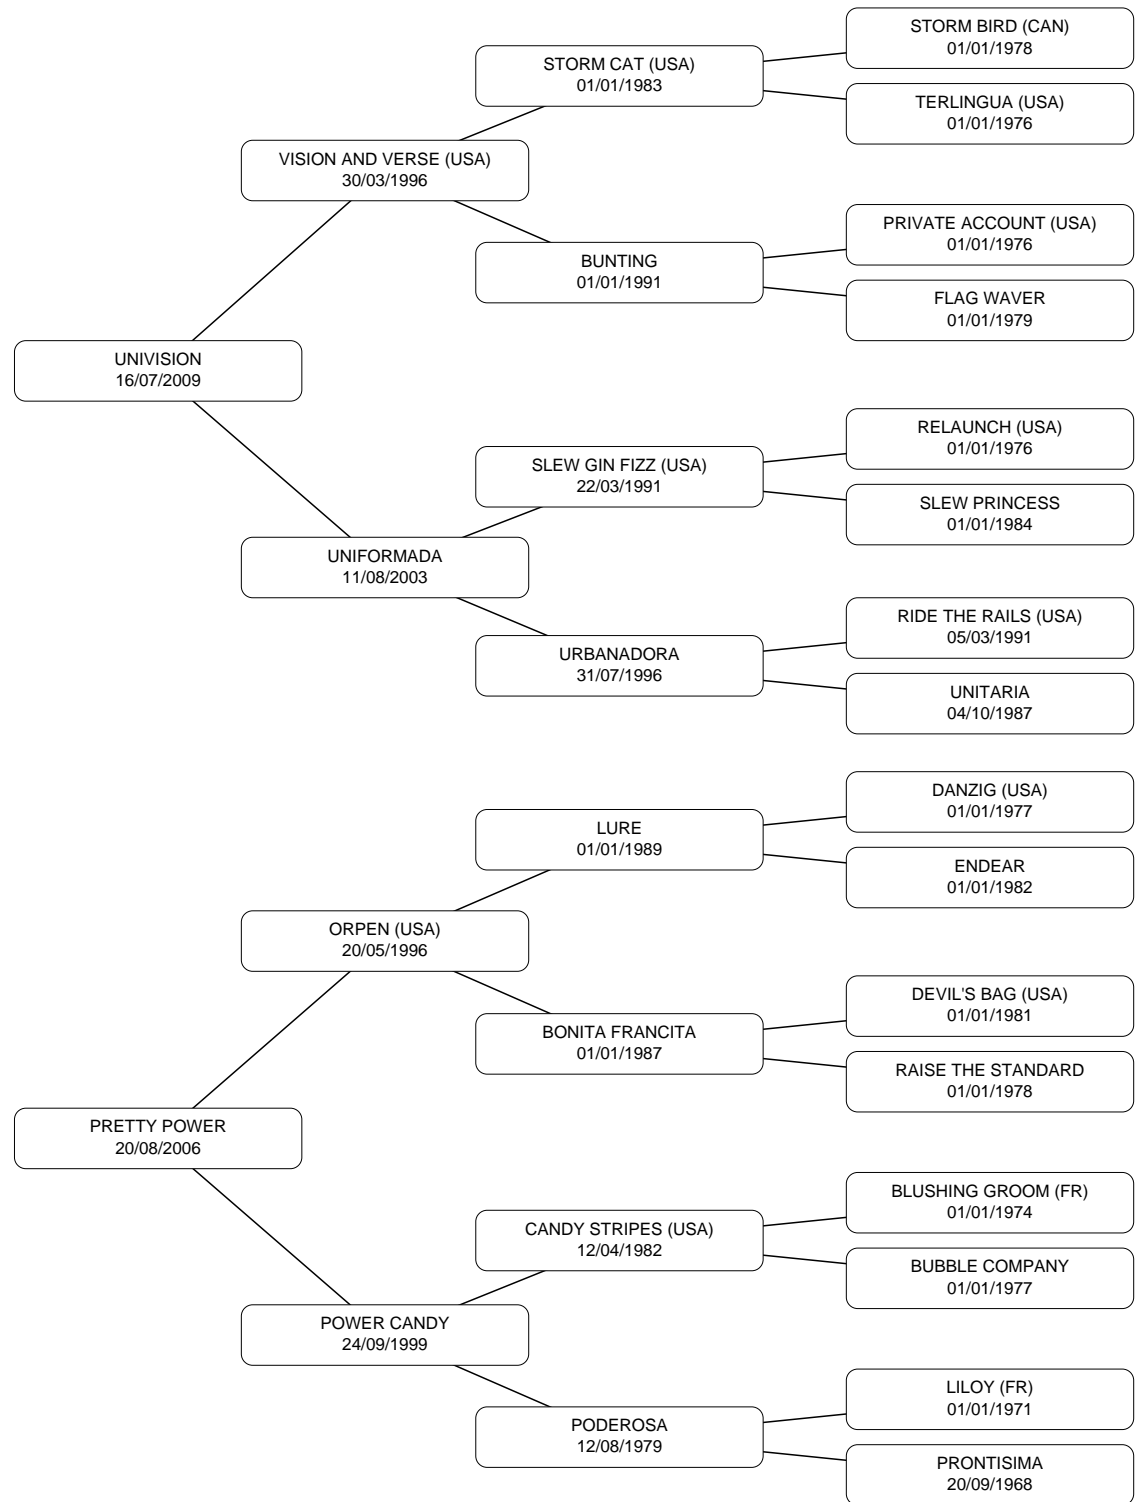 STORM BIRD (CAN)
01/01/1978
STORM CAT (USA)
01/01/1983
TERLINGUA (USA)
01/01/1976
VISION AND VERSE (USA)
30/03/1996
PRIVATE ACCOUNT (USA)
01/01/1976
BUNTING
01/01/1991
FLAG WAVER
01/01/1979
UNIVISION
16/07/2009
RELAUNCH (USA)
01/01/1976
SLEW GIN FIZZ (USA)
22/03/1991
SLEW PRINCESS
01/01/1984
UNIFORMADA
11/08/2003
RIDE THE RAILS (USA)
05/03/1991
URBANADORA
31/07/1996
UNITARIA
04/10/1987
DANZIG (USA)
01/01/1977
LURE
01/01/1989
ENDEAR
01/01/1982
ORPEN (USA)
20/05/1996
DEVIL'S BAG (USA)
01/01/1981
BONITA FRANCITA
01/01/1987
RAISE THE STANDARD
01/01/1978
PRETTY POWER
20/08/2006
BLUSHING GROOM (FR)
01/01/1974
CANDY STRIPES (USA)
12/04/1982
BUBBLE COMPANY
01/01/1977
POWER CANDY
24/09/1999
LILOY (FR)
01/01/1971
PODEROSA
12/08/1979
PRONTISIMA
20/09/1968